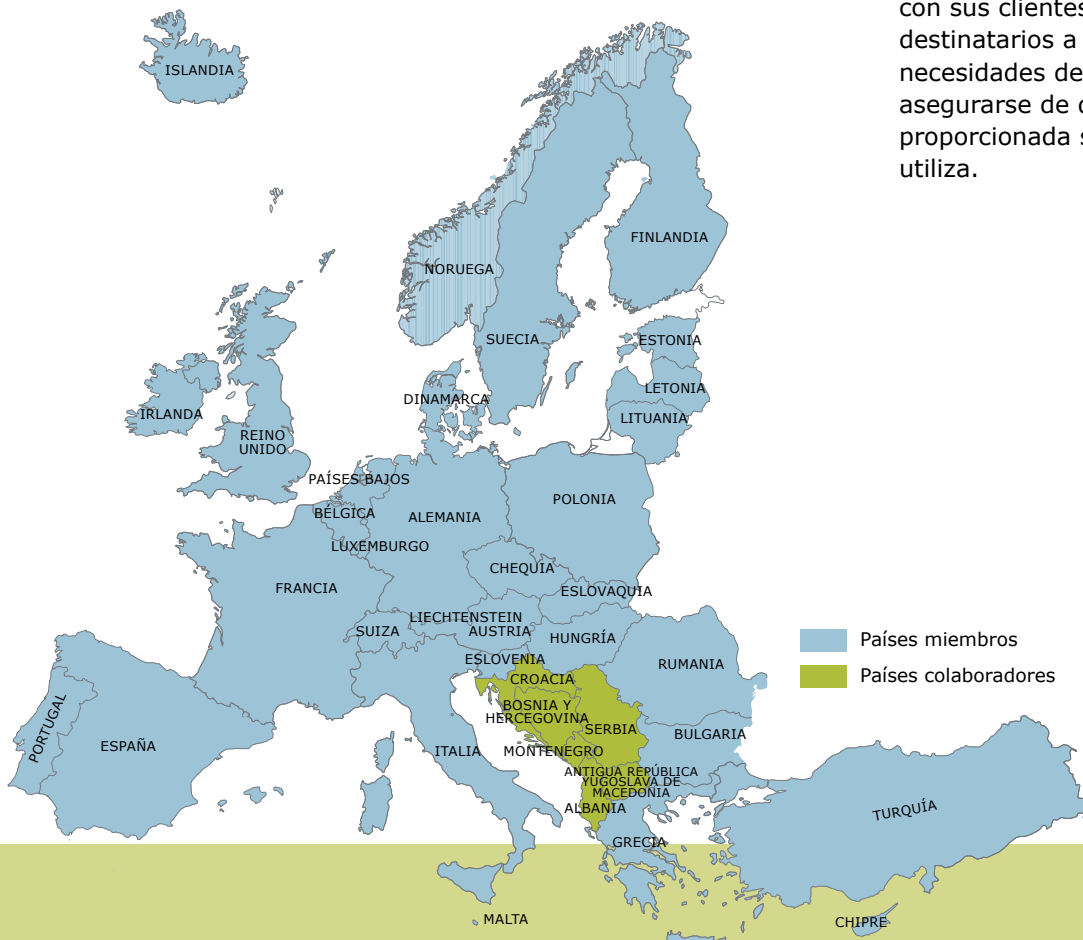 con sus clientes
destinatarios a
necesidades de
asegurarse de
proporcionada
utiliza.
ISLANDIA
FINLANDIA
NORUEGA
SUECIA
ESTONIA
LETONIA
DINAMARCA
LITUANIA
IRLANDA
REINO
UNIDO
PAÍSES BAJOS
POLONIA
BÉLGICA
ALEMANIA
LUXEMBURGO
CHEQUIA
FRANCIA
ESLOVAQUIA
LIECHTENSTEIN
SUIZA
AUSTRIA
HUNGRÍA
Países miembros
ESLOVENIA
RUMANIA
Países colaboradores
CROACIA
BOSNIA Y
HERCEGOVINA
PORTUGAL
SERBIA
BULGARIA
ESPAÑA
ITALIA
MONTENEGRO
ANTIGUA REPÚBLICA
YUGOSLAVA DE
MACEDONIA
ALBANIA
TURQUÍA
GRECIA
MALTA
CHIPRE